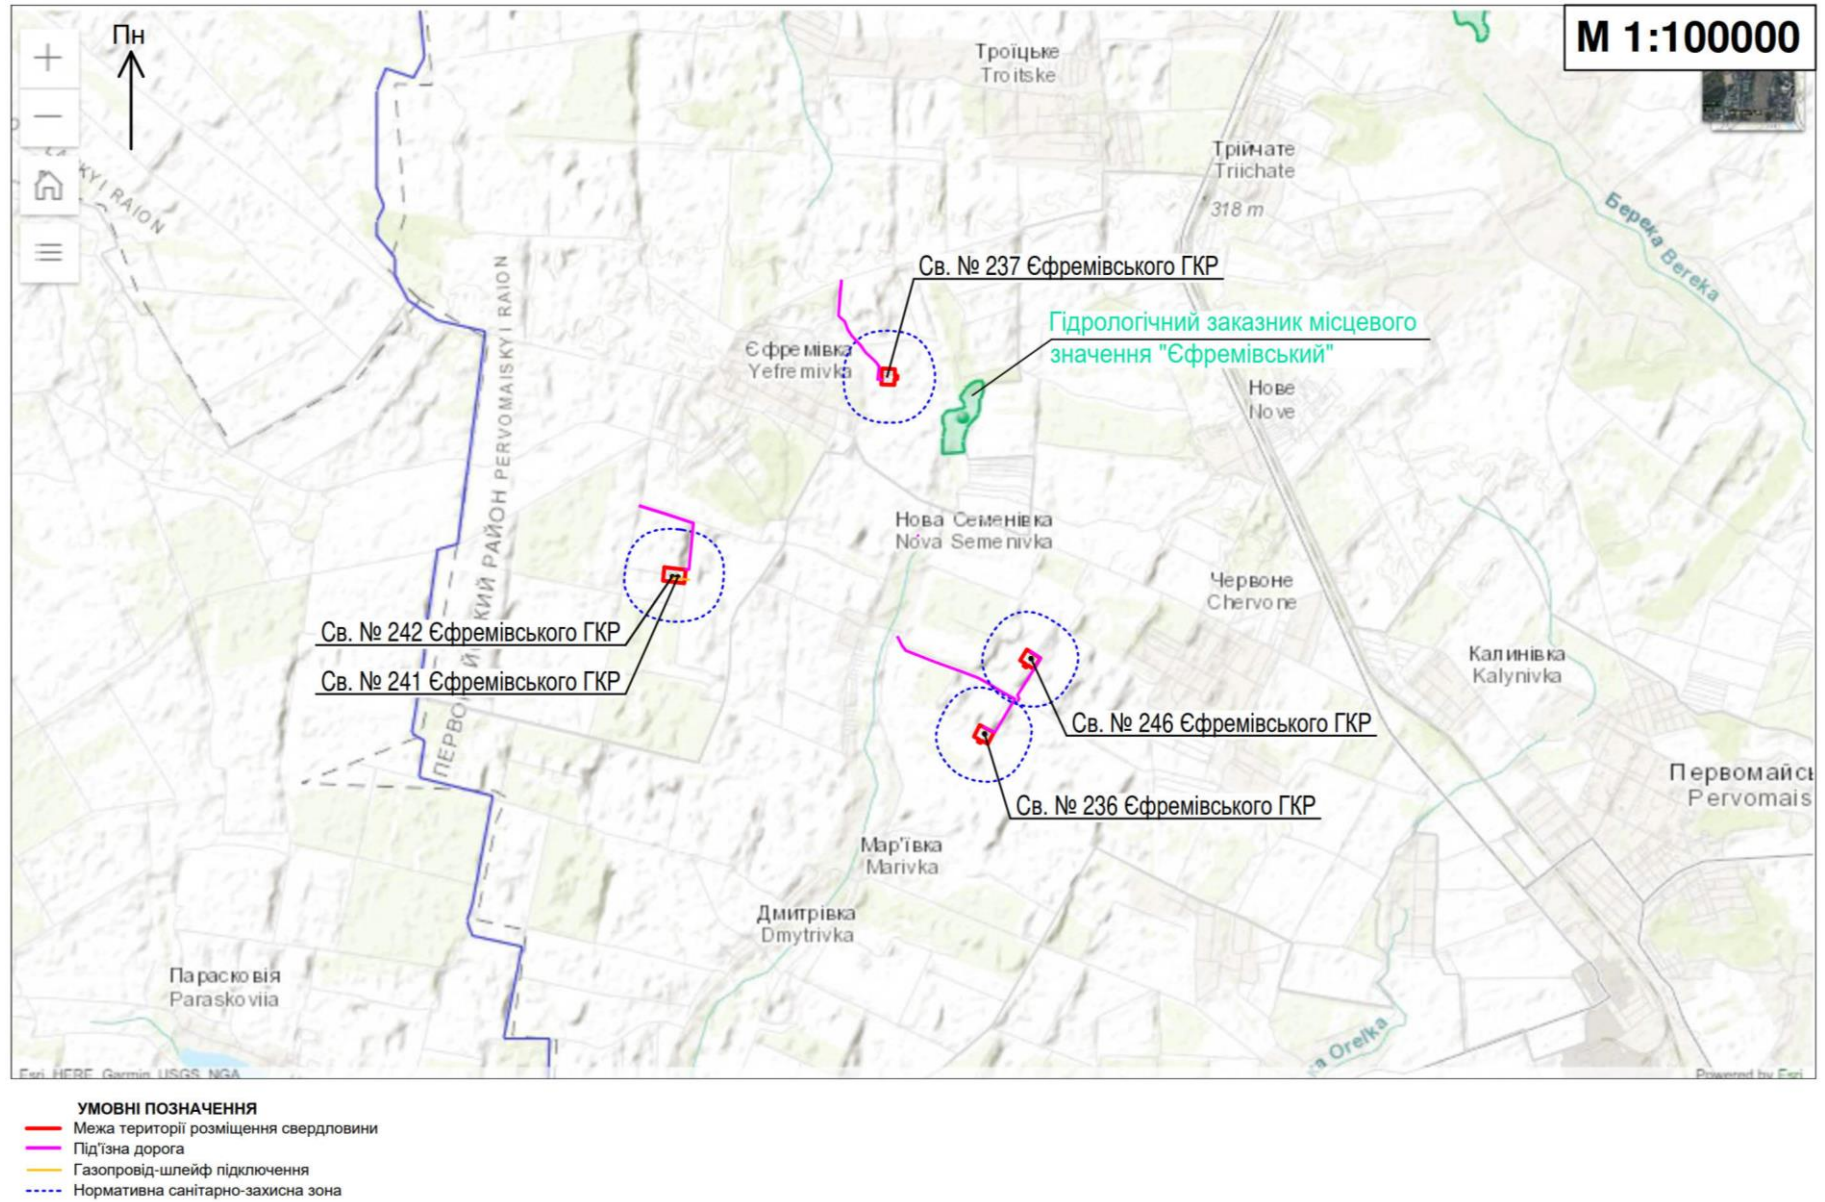 Пн
М 1:100000
Троїцьке
Troitske
KYI RAION
Трійчате
Triichate
318 m
Берека Bereka
Св. № 237 Єфремівського ГКР
Гідрологічний заказник місцевого
значення "Єфремівський"
Єфремівка
Yefremivka
Нове
Nove
КИЙ РАЙОН PERVOMAISKYI RAION
ПЕРВО
Й
Нова Семенівка
Nova Semenivka
Червоне
Chervone
Св. № 242 Єфремівського ГКР
Св. № 241 Єфремівського ГКР
Калинівка
Kalynivka
Св. № 246 Єфремівського ГКР
Первомайсь
Pervomais
Св. № 236 Єфремівського ГКР
Мар'ївка
Marivka
Дмитрівка
Dmytrivka
Парасковія
Paraskoviia
ка Orelka
Esri, HERE, Garmin, USGS, NGA
Powered by Esri
УМОВНІ ПОЗНАЧЕННЯ
Межа території розміщення свердловини
Під'їзна дорога
Газопровід-шлейф підключення
Нормативна санітарно-захисна зона